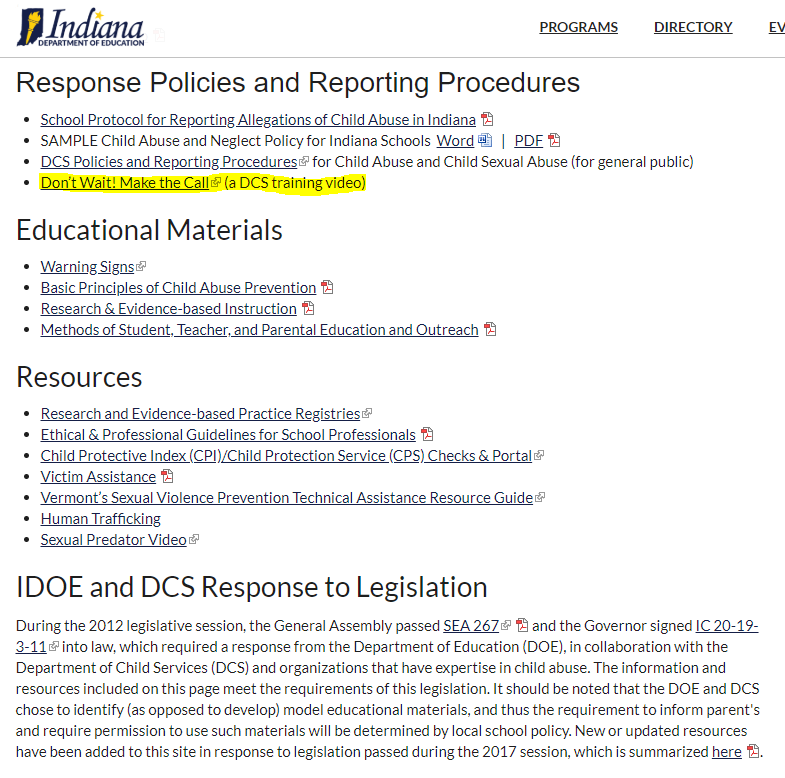 Indiana
DEPARTMENT OF EDUCATION
PROGRAMS DIRECTORY EV
Response Policies and Reporting Procedures
School Protocol for Reporting Allegations of Child Abuse in Indiana
SAMPLE Child Abuse and Neglect Policy for Indiana Schools Word | PDF
DCS Policies and Reporting Procedures for Child Abuse and Child Sexual Abuse (for general public)
Don't Wait! Make the Call (a DCS training video)
Educational Materials
Warning Signs
Basic Principles of Child Abuse Prevention
Research & Evidence-based Instruction
Methods of Student, Teacher, and Parental Education and Outreach
Resources
Research and Evidence-based Practice Registries
Ethical & Professional Guidelines for School Professionals
Child Protective Index (CPI)/Child Protection Service (CPS) Checks & Portal
Victim Assistance
Vermont's Sexual Violence Prevention Technical Assistance Resource Guide
Human Trafficking
Sexual Predator Video
IDOE and DCS Response to Legislation
During the 2012 legislative session, the General Assembly passed SEA 267 and the Governor signed IC 20-19-
3-11 into law, which required a response from the Department of Education (DOE), in collaboration with the
Department of Child Services (DCS) and organizations that have expertise in child abuse. The information and
resources included on this page meet the requirements of this legislation. It should be noted that the DOE and DCS
chose to identify (as opposed to develop) model educational materials, and thus the requirement to inform parent's
and require permission to use such materials will be determined by local school policy. New or updated resources
have been added to this site in response to legislation passed during the 2017 session, which is summarized here.